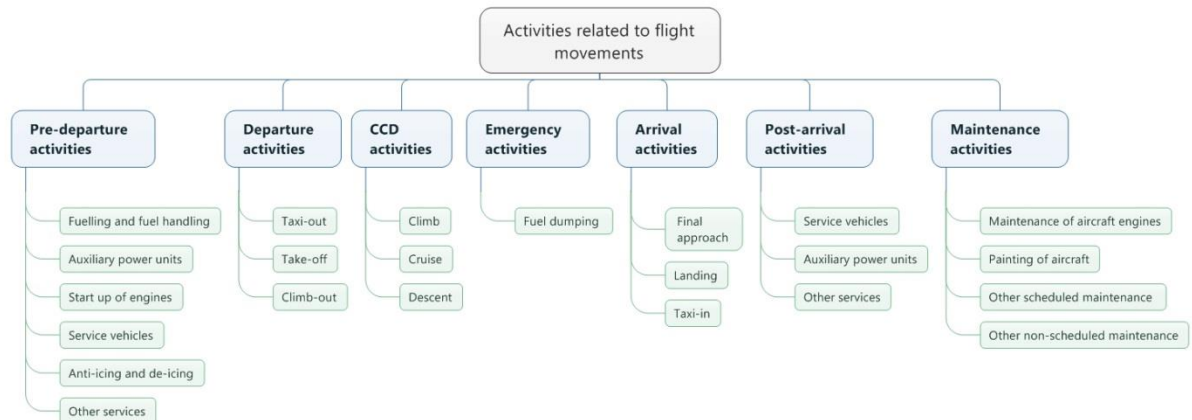 Activities related to flight
movements
Pre-departure
activities
Fuelling and fuel handling
Auxiliary power units
Start up of engines
Service vehicles
Anti-icing and de-icing
Other services
Departure
activities
Taxi-out
Take-off
Climb-out
CCD
activities
Climb
Cruise
Descent
Emergency
activities
Fuel dumping
Arrival
activities
Final
approach
Landing
Taxi-in
Post-arrival
activities
Service vehicles
Auxiliary power units
Other services
Maintenance
activities
Maintenance of aircraft engines
Painting of aircraft
Other scheduled maintenance
Other non-scheduled maintenance